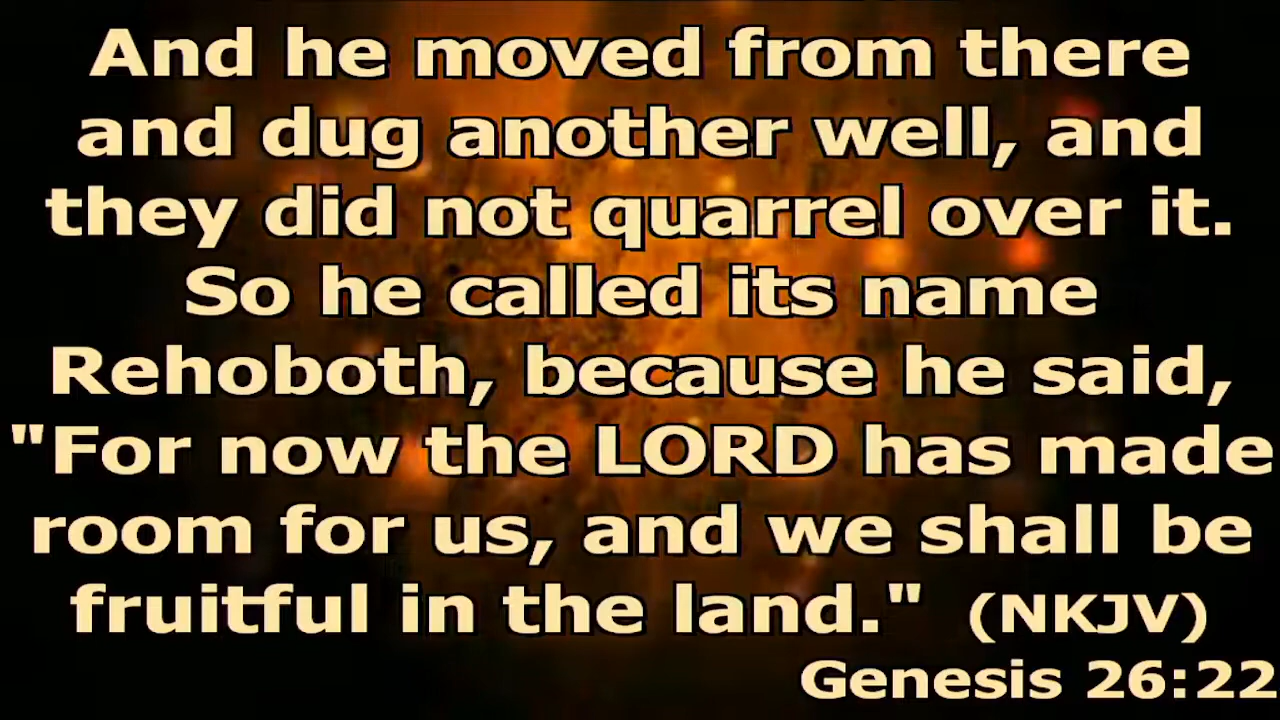 And he moved from there
and dug another well, and
they did not quarrel over it.
So he called its name
Rehoboth, because he said,
"For now the LORD has made
room for us, and we shall be
fruitful in the land."  (NKJV)
Genesis 26:22